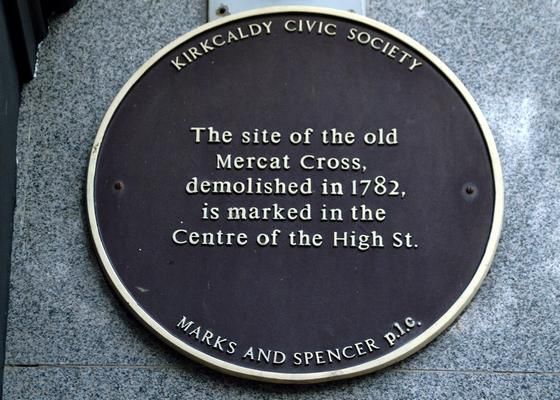 KIRKCALDY CIVIC SOCIETY
The site of the old
Mercat Cross,
demolished in 1782,
is marked in the
Centre of the High St.
MARKS AND SPENCER p.l.c.